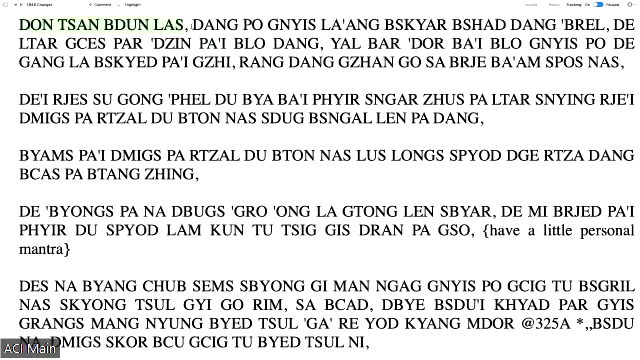 DON TSAN BDUN LAS, DANG PO GNYIS LA'ANG BSKYAR BSHAD DANG 'BREL, DE
LTAR GCES PAR 'DZIN PA'I BLO DANG, YAL BAR 'DOR BA'I BLO GNYIS PO DE
GANG LA BSKYED PA'I GZHI, RANG DANG GZHAN GO SA BRJE BA'AM SPOS NAS,
DE'I RJES SU GONG 'PHEL DU BYA BA'I PHYIR SNGAR ZHUS PA LTAR SNYING RJE'I
DMIGS PA RTZAL DU BTON NAS SDUG BSNGAL LEN PA DANG,
BYAMS PA'I DMIGS PA RTZAL DU BTON NAS LUS LONGS SPYOD DGE RTZA DANG
BCAS PA BTANG ZHING,
DE 'BYONGS PA NA DBUGS 'GRO 'ONG LA GTONG LEN SBYAR, DE MI BRJED PA'I
PHYIR DU SPYOD LAM KUN TU TSIG GIS DRAN PA GSO, {have a little personal
mantra}
DES NA BYANG CHUB SEMS SBYONG GI MAN NGAG GNYIS PO GCIG TU BSGRIL
NAS SKYONG TSUL GYI GO RIM, SA BCAD, DBYE BSDU'I KHYAD PAR GYIS
GRANGS MANG NYUNG BYED TSUL 'GA' RE YOD KYANG MDOR @325A *,,BSDU
NA, DMIGS SKOR BCU GCIG TU BYED TSUL NI,
ACI Main